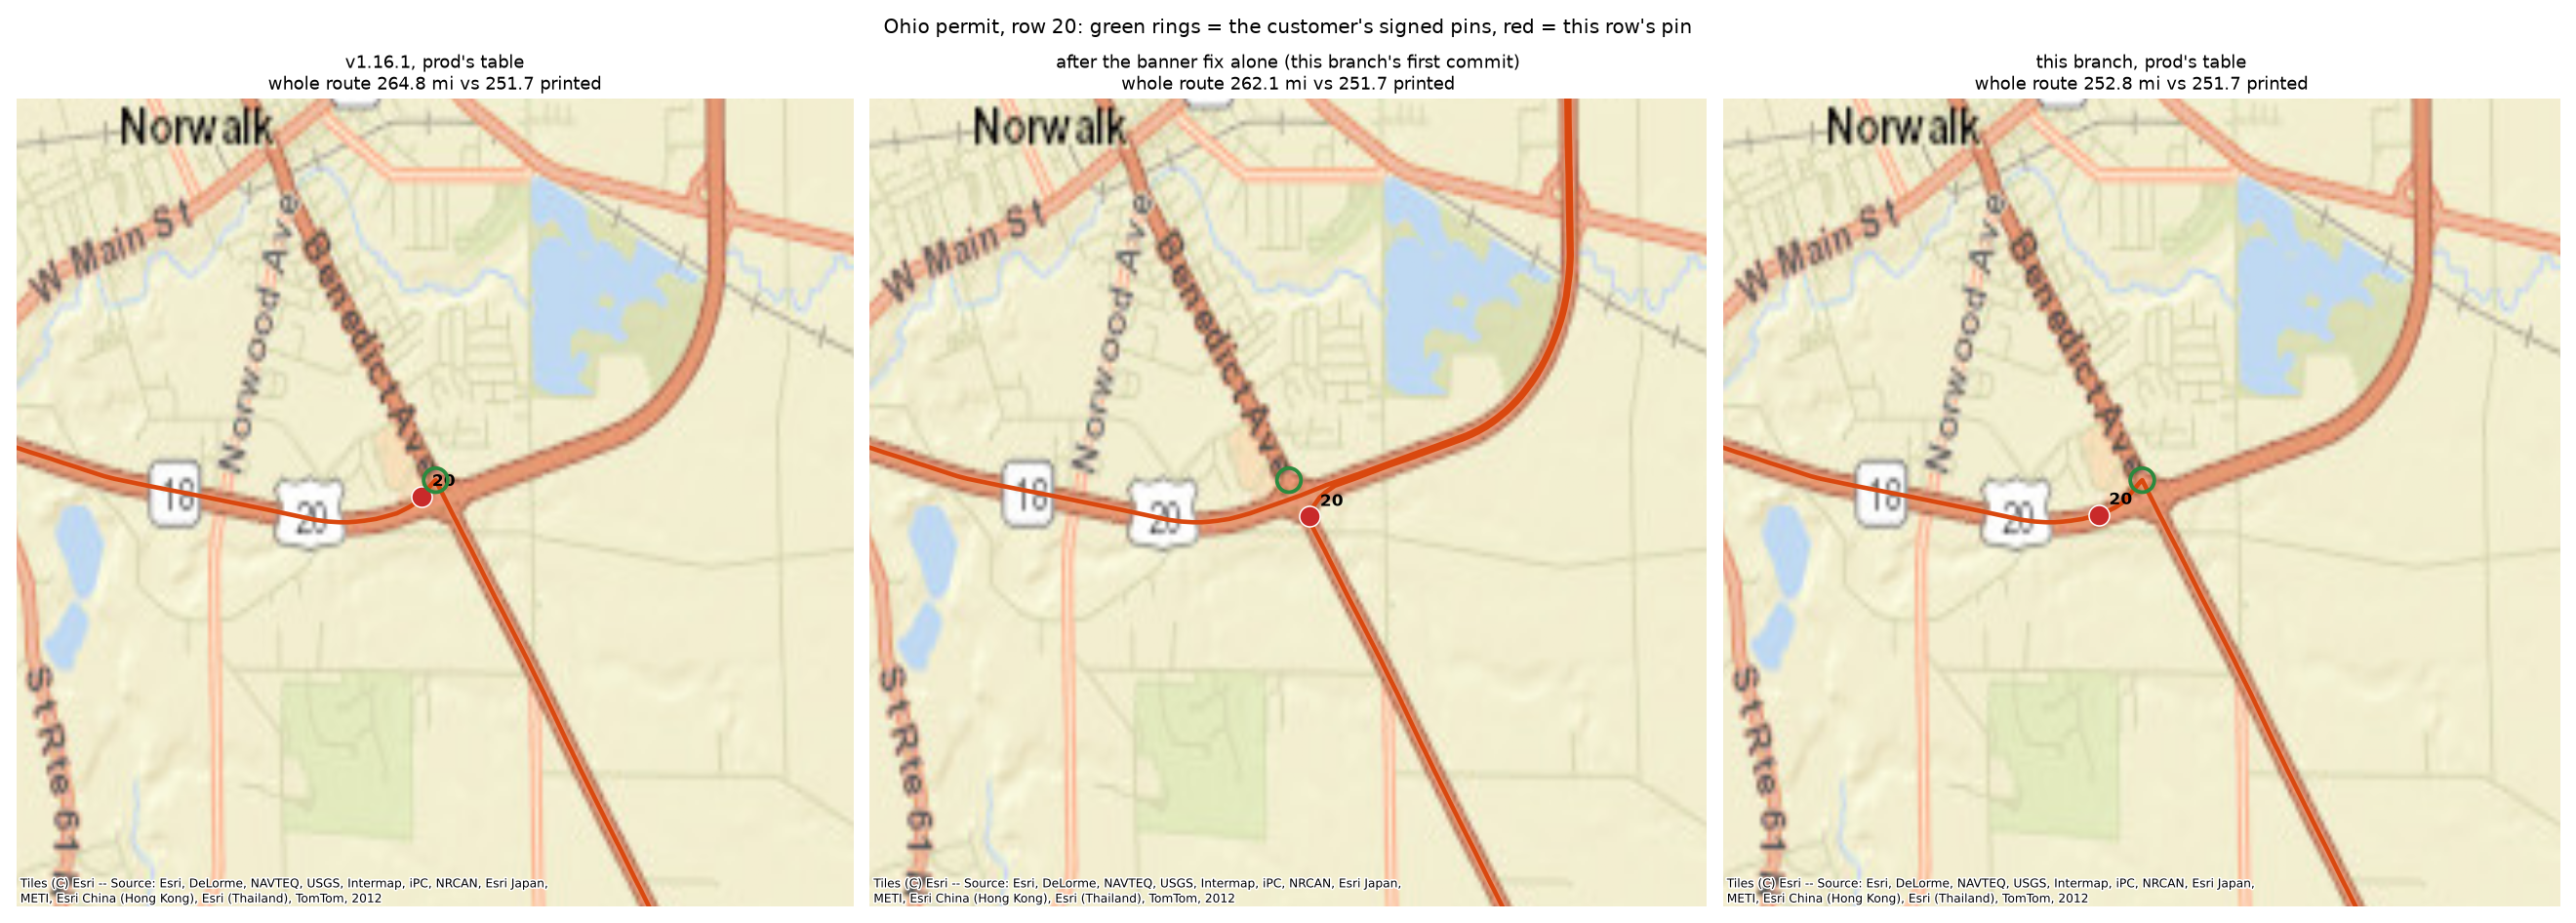 Ohio permit, row 20: green rings = the customer's signed pins, red = this row's pin
v1.16.1, prod's table
whole route 264.8 mi vs 251.7 printed
Norwalk
W Main St
Norwood Ave
Benedict Ave
20
18
20
St Rte 61
Tiles (C) Esri -- Source: Esri, DeLorme, NAVTEQ, USGS, Intermap, iPC, NRCAN, Esri Japan,
METI, Esri China (Hong Kong), Esri (Thailand), TomTom, 2012
after the banner fix alone (this branch's first commit)
whole route 262.1 mi vs 251.7 printed
Norwalk
W Main St
Norwood Ave
Benedict Ave
20
18
20
St Rte 61
Tiles (C) Esri -- Source: Esri, DeLorme, NAVTEQ, USGS, Intermap, iPC, NRCAN, Esri Japan,
METI, Esri China (Hong Kong), Esri (Thailand), TomTom, 2012
this branch, prod's table
whole route 252.8 mi vs 251.7 printed
Norwalk
W Main St
Norwood Ave
Benedict Ave
20
18
20
St Rte 61
Tiles (C) Esri -- Source: Esri, DeLorme, NAVTEQ, USGS, Intermap, iPC, NRCAN, Esri Japan,
METI, Esri China (Hong Kong), Esri (Thailand), TomTom, 2012